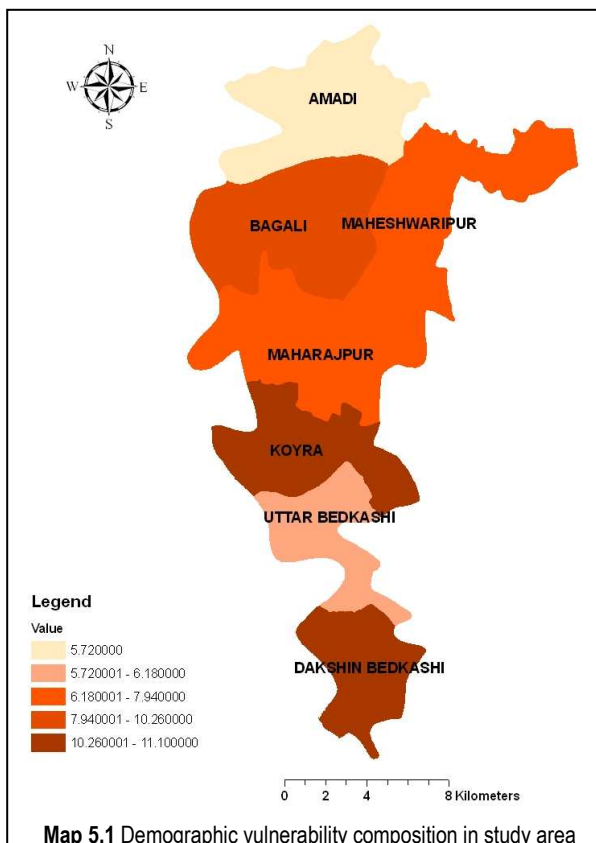 N
W E
S
AMADI
BAGALI MAHESHWARIPUR
MAHARAJPUR
KOYRA
UTTAR BEDKASHI
DAKSHIN BEDKASHI
Legend
Value
5.720000
5.720001 - 6.180000
6.180001 - 7.940000
7.940001 - 10.260000
10.260001 - 11.100000
0 2 4 8 Kilometers
Map 5.1 Demographic vulnerability composition in study area